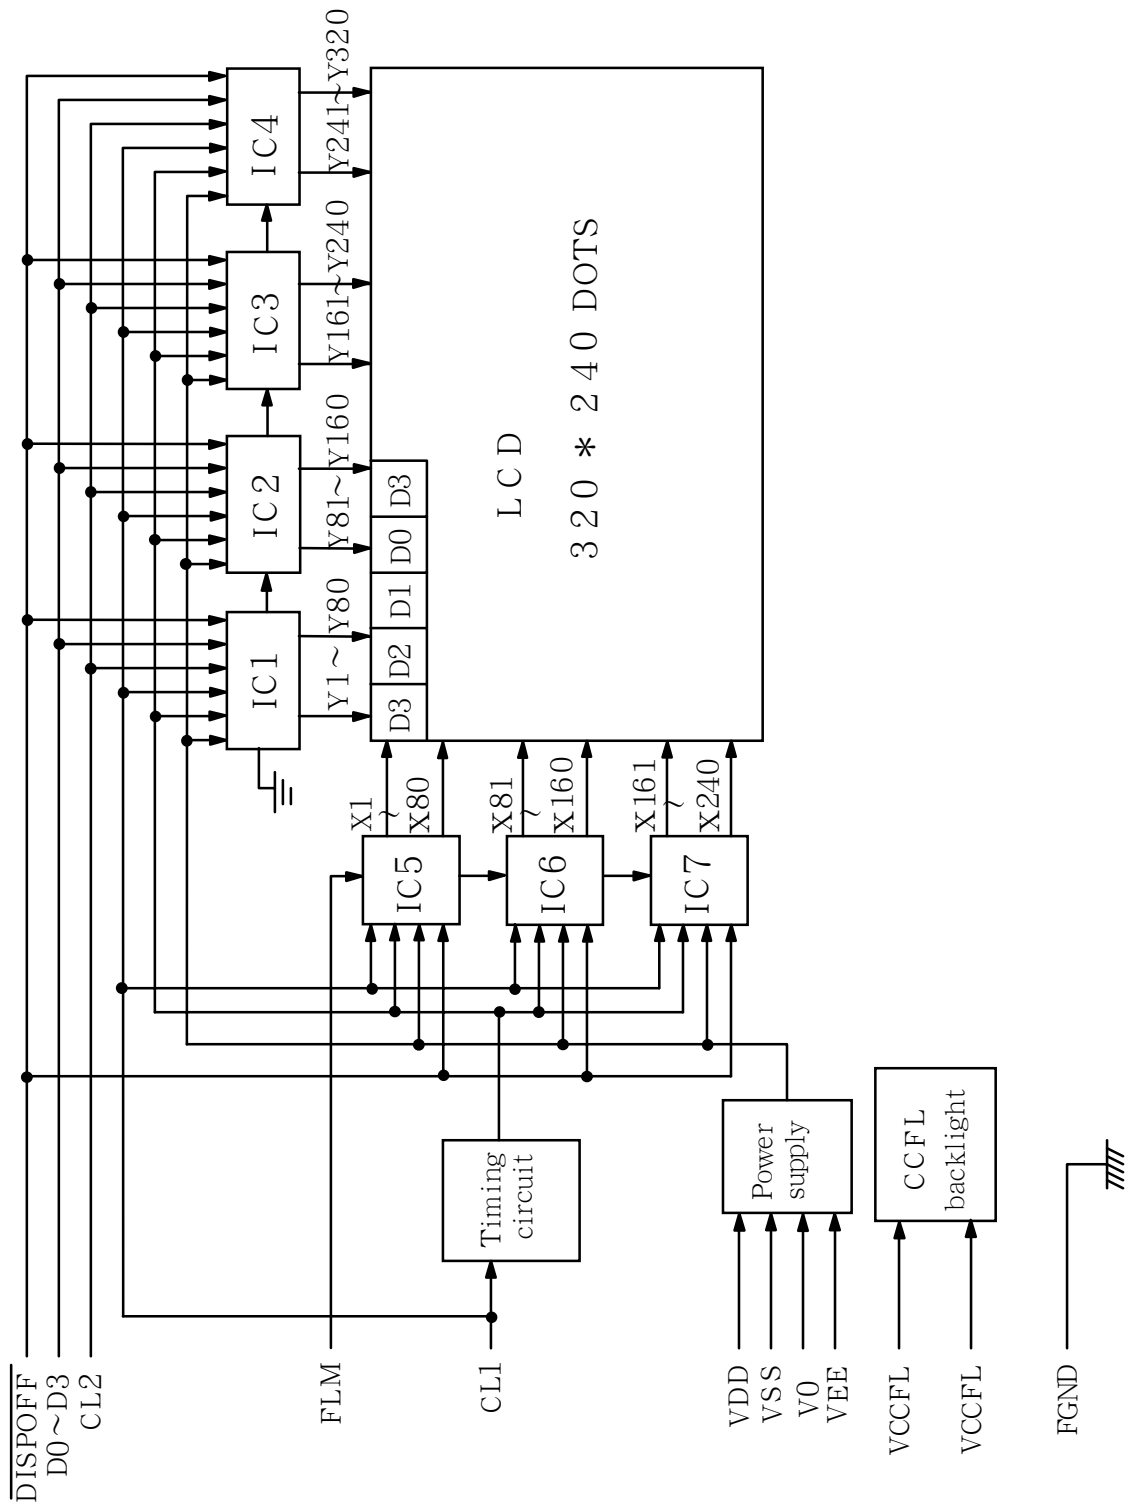 DISPOFF
D0~D3
CL2
FLM
CL1
VDD
VSS
V0
VEE
VCCFL
VCCFL
FGND
Timing
circuit
Power
supply
CCFL
backlight
IC5
IC6
IC7
X1
~
X80
X81
~
X160
X161
~
X240
IC1
IC2
IC3
IC4
Y1~Y80
Y81~Y160
Y161~Y240
Y241~Y320
D3
D2
D1
D0
D3
LCD
320*240 DOTS